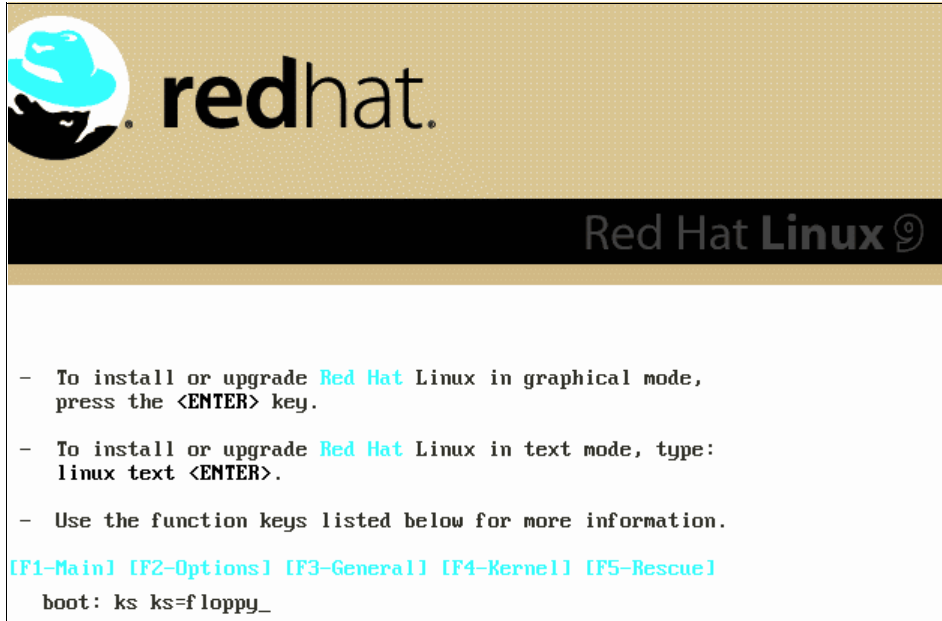 redhat.
Red Hat Linux 9
- To install or upgrade Red Hat Linux in graphical mode,
press the <ENTER> key.
- To install or upgrade Red Hat Linux in text mode, type:
linux text <ENTER>.
- Use the function keys listed below for more information.
[F1-Main] [F2-Options] [F3-General] [F4-Kernel] [F5-Rescue]
boot: ks ks=floppy_